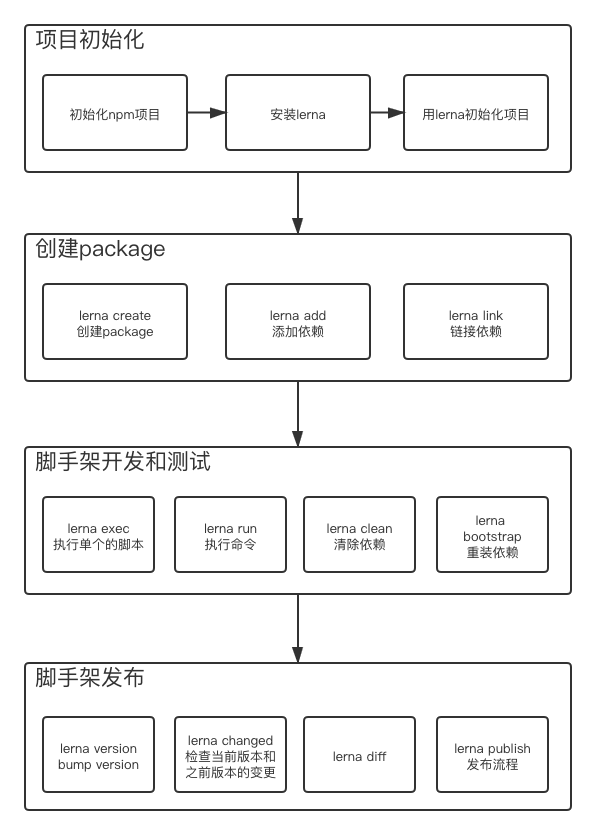 项目初始化
初始化npm项目
安装lerna
用lerna初始化项目
创建package
lerna create
创建package
lerna add
添加依赖
lerna link
链接依赖
脚手架开发和测试
lerna exec
执行单个的脚本
lerna run
执行命令
lerna clean
清除依赖
lerna
bootstrap
重装依赖
脚手架发布
lerna version
bump version
lerna changed
检查当前版本和
之前版本的变更
lerna diff
lerna publish
发布流程